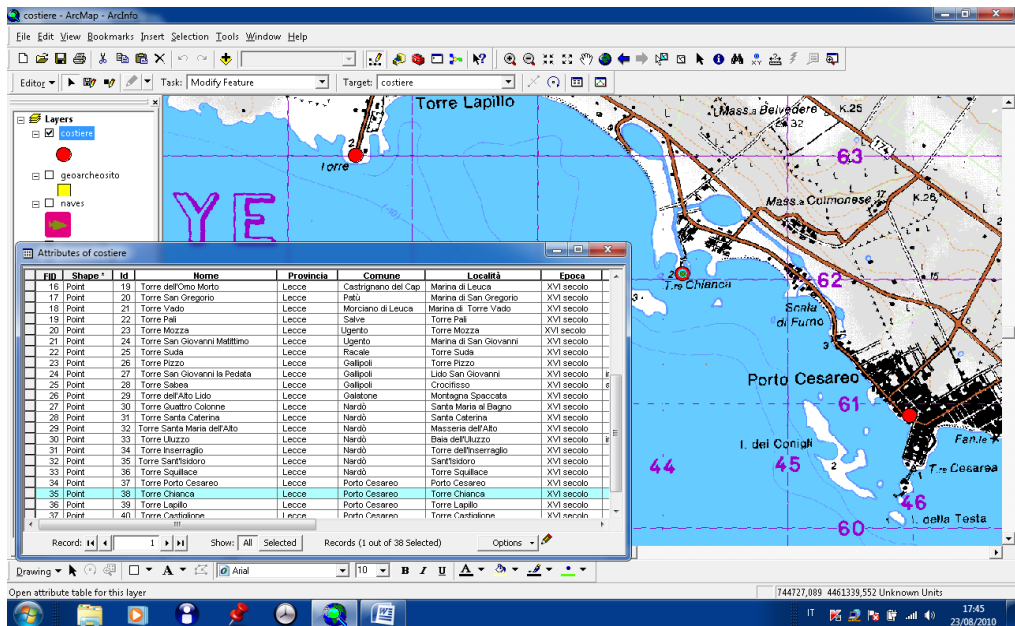 costiere - ArcMap - ArcInfo
File Edit View Bookmarks Insert Selection Tools Window Help
Editor Task: Modify Feature Target: costiere
Layers
costiere
geoarcheosito
naves
Torre Lapillo
2
Torre
YE
Mass.a Belvedere K.25
32
174
63
Mass.a Colmonese 17 K.26
2
T.re Chianca
62
15
3
Scala
di Furno
3
Porto Cesareo
61
I. dei Conigli
44 45 2
Fan.le
T.re Cesarea
46
I. della Testa
60
Attributes of costiere
FID Shape * Id Nome Provincia Comune Località Epoca
16 Point 19 Torre dell'Omo Morto Lecce Castrignano del Cap Marina di Leuca XVI secolo
17 Point 20 Torre San Gregorio Lecce Patù Marina di San Gregorio XVI secolo
18 Point 21 Torre Vado Lecce Morciano di Leuca Marina di Torre Vado XVI secolo
19 Point 22 Torre Pali Lecce Salve Torre Pali XVI secolo
20 Point 23 Torre Mozza Lecce Ugento Torre Mozza XVI secolo
21 Point 24 Torre San Giovanni Matittimo Lecce Ugento Marina di San Giovanni XVI secolo
22 Point 25 Torre Suda Lecce Racale Torre Suda XVI secolo
23 Point 26 Torre Pizzo Lecce Gallipoli Torre Pizzo XVI secolo
24 Point 27 Torre San Giovanni la Pedata Lecce Gallipoli Lido San Giovanni XVI secolo
25 Point 28 Torre Sabea Lecce Gallipoli Crocifisso XVI secolo
26 Point 29 Torre dell'Alto Lido Lecce Galatone Montagna Spaccata XVI secolo
27 Point 30 Torre Quattro Colonne Lecce Nardò Santa Maria al Bagno XVI secolo
28 Point 31 Torre Santa Caterina Lecce Nardò Santa Caterina XVI secolo
29 Point 32 Torre Santa Maria dell'Alto Lecce Nardò Masseria dell'Alto XVI secolo
30 Point 33 Torre Uluzzo Lecce Nardò Baia dell'Uluzzo XVI secolo
31 Point 34 Torre Inserraglio Lecce Nardò Torre dell'Inserraglio XVI secolo
32 Point 35 Torre Sant'Isidoro Lecce Nardò Sant'Isidoro XVI secolo
33 Point 36 Torre Squillace Lecce Nardò Torre Squillace XVI secolo
34 Point 37 Torre Porto Cesareo Lecce Porto Cesareo Porto Cesareo XVI secolo
35 Point 38 Torre Chianca Lecce Porto Cesareo Torre Chianca XVI secolo
36 Point 39 Torre Lapillo Lecce Porto Cesareo Torre Lapillo XVI secolo
37 Point 40 Torre Castiglione Lecce Porto Cesareo Torre Castiglione XVI secolo
Record: 1 Show: All Selected Records (1 out of 38 Selected) Options
Drawing A Arial 10 B I U A
Open attribute table for this layer 744727,089 4461339,552 Unknown Units
IT 17:45
23/08/2010